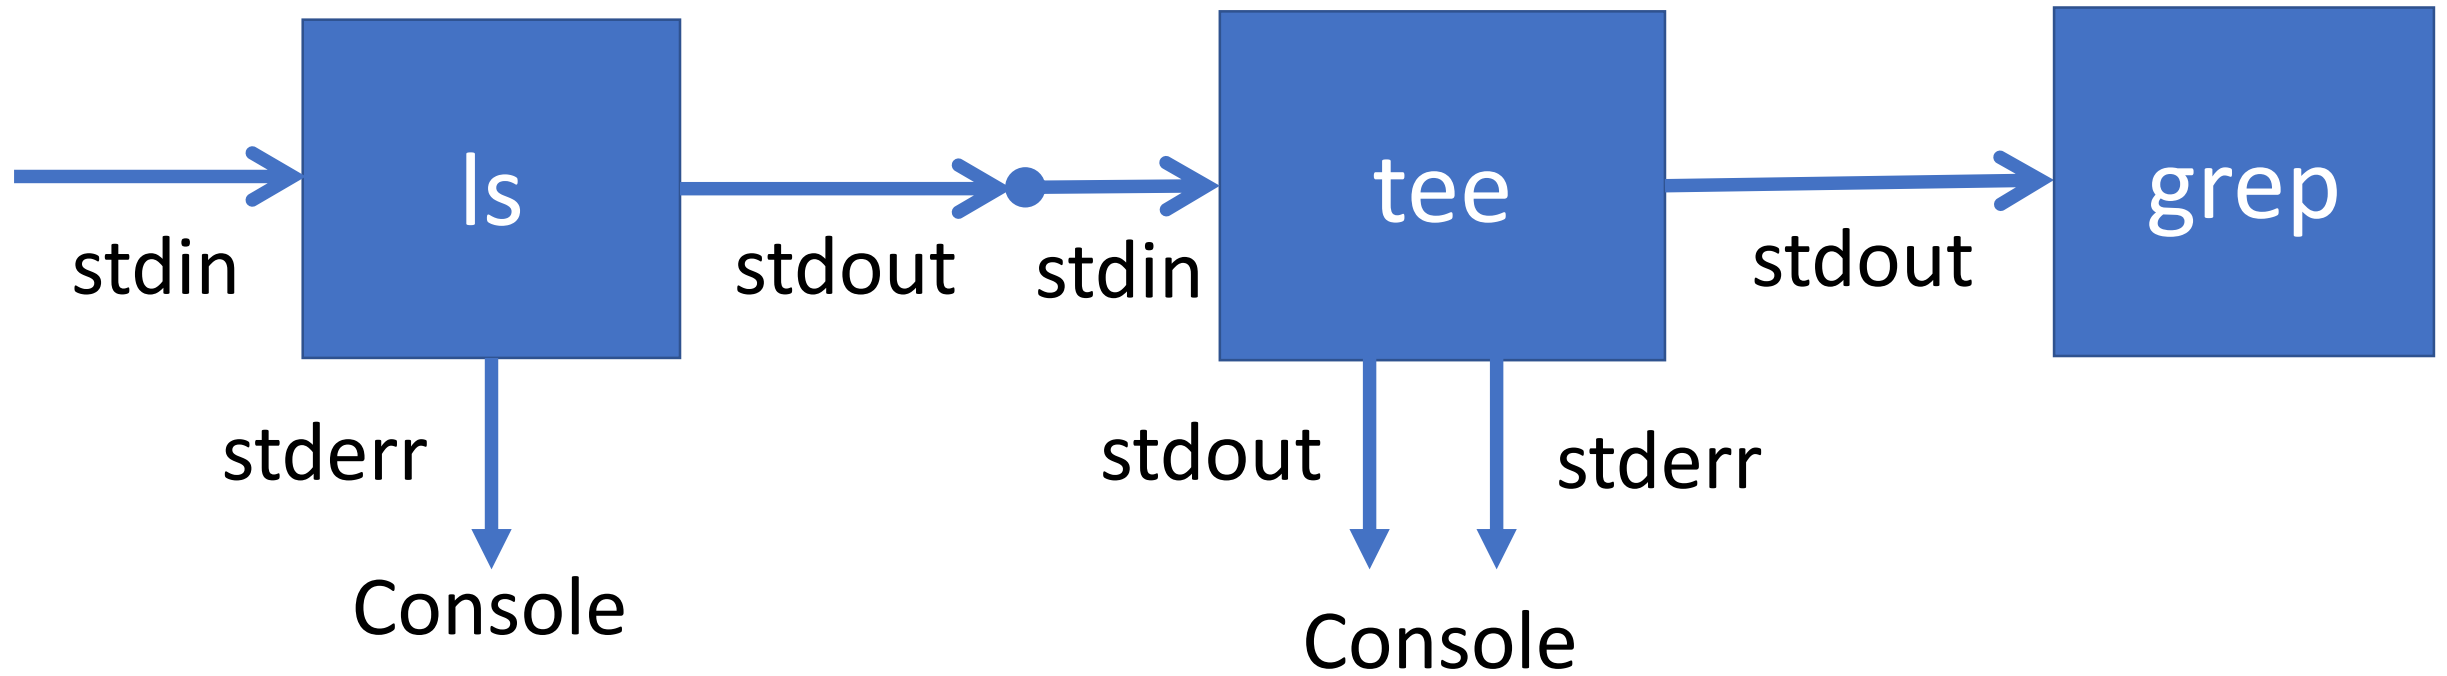 ls
tee
grep
stdin
stdout
stdin
stdout
stderr
stdout
stderr
Console
Console